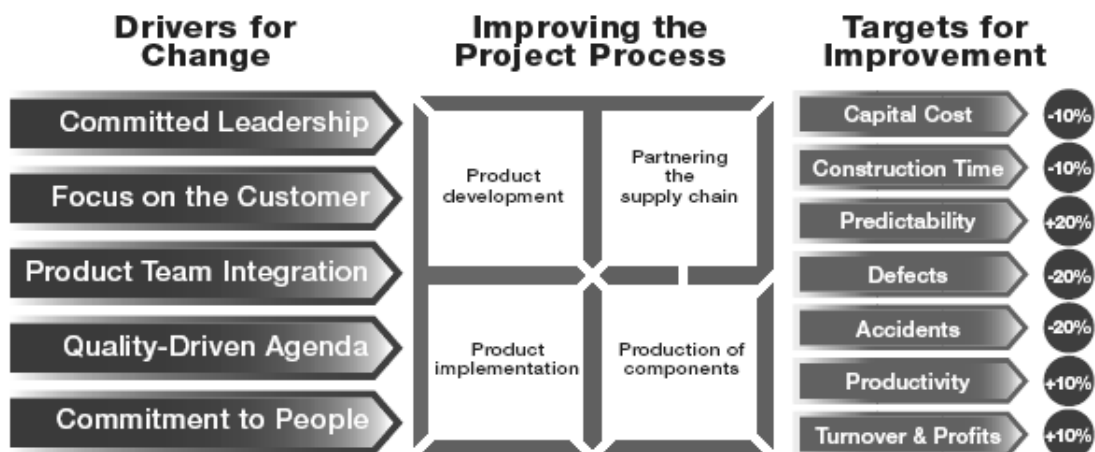 Drivers for
Change
Committed Leadership
Focus on the Customer
Product Team Integration
Quality-Driven Agenda
Commitment to People
Improving the
Project Process
Product
development
Partnering
the
supply chain
Product
implementation
Production of
components
Targets for
Improvement
Capital Cost -10%
Construction Time -10%
Predictability +20%
Defects -20%
Accidents -20%
Productivity +10%
Turnover & Profits +10%